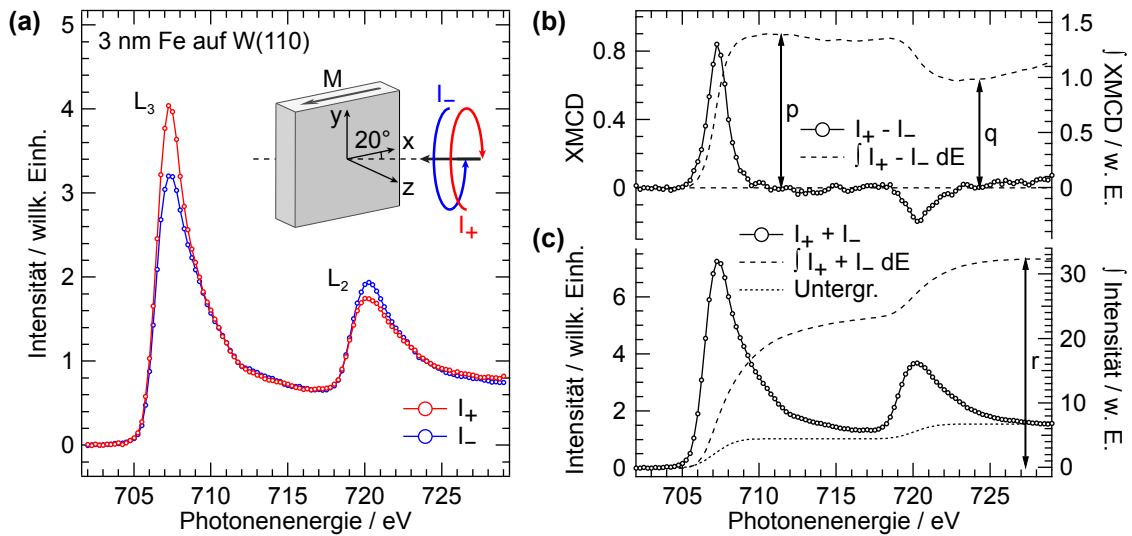 (a)
3 nm Fe auf W(110)
L3
L2
M
y
20°
x
z
I−
I+
I+
I−
Intensität / willk. Einh.
5
4
3
2
1
0
705
710
715
720
725
Photonenenergie / eV
(b)
XMCD
0.8
0.4
0
p
q
I+ - I−
∫ I+ - I− dE
1.5
1.0
0.5
0
∫ XMCD / w. E.
(c)
I+ + I−
∫ I+ + I− dE
Untergr.
r
Intensität / willk. Einh.
6
4
2
0
30
20
10
0
∫ Intensität / w. E.
705
710
715
720
725
Photonenenergie / eV